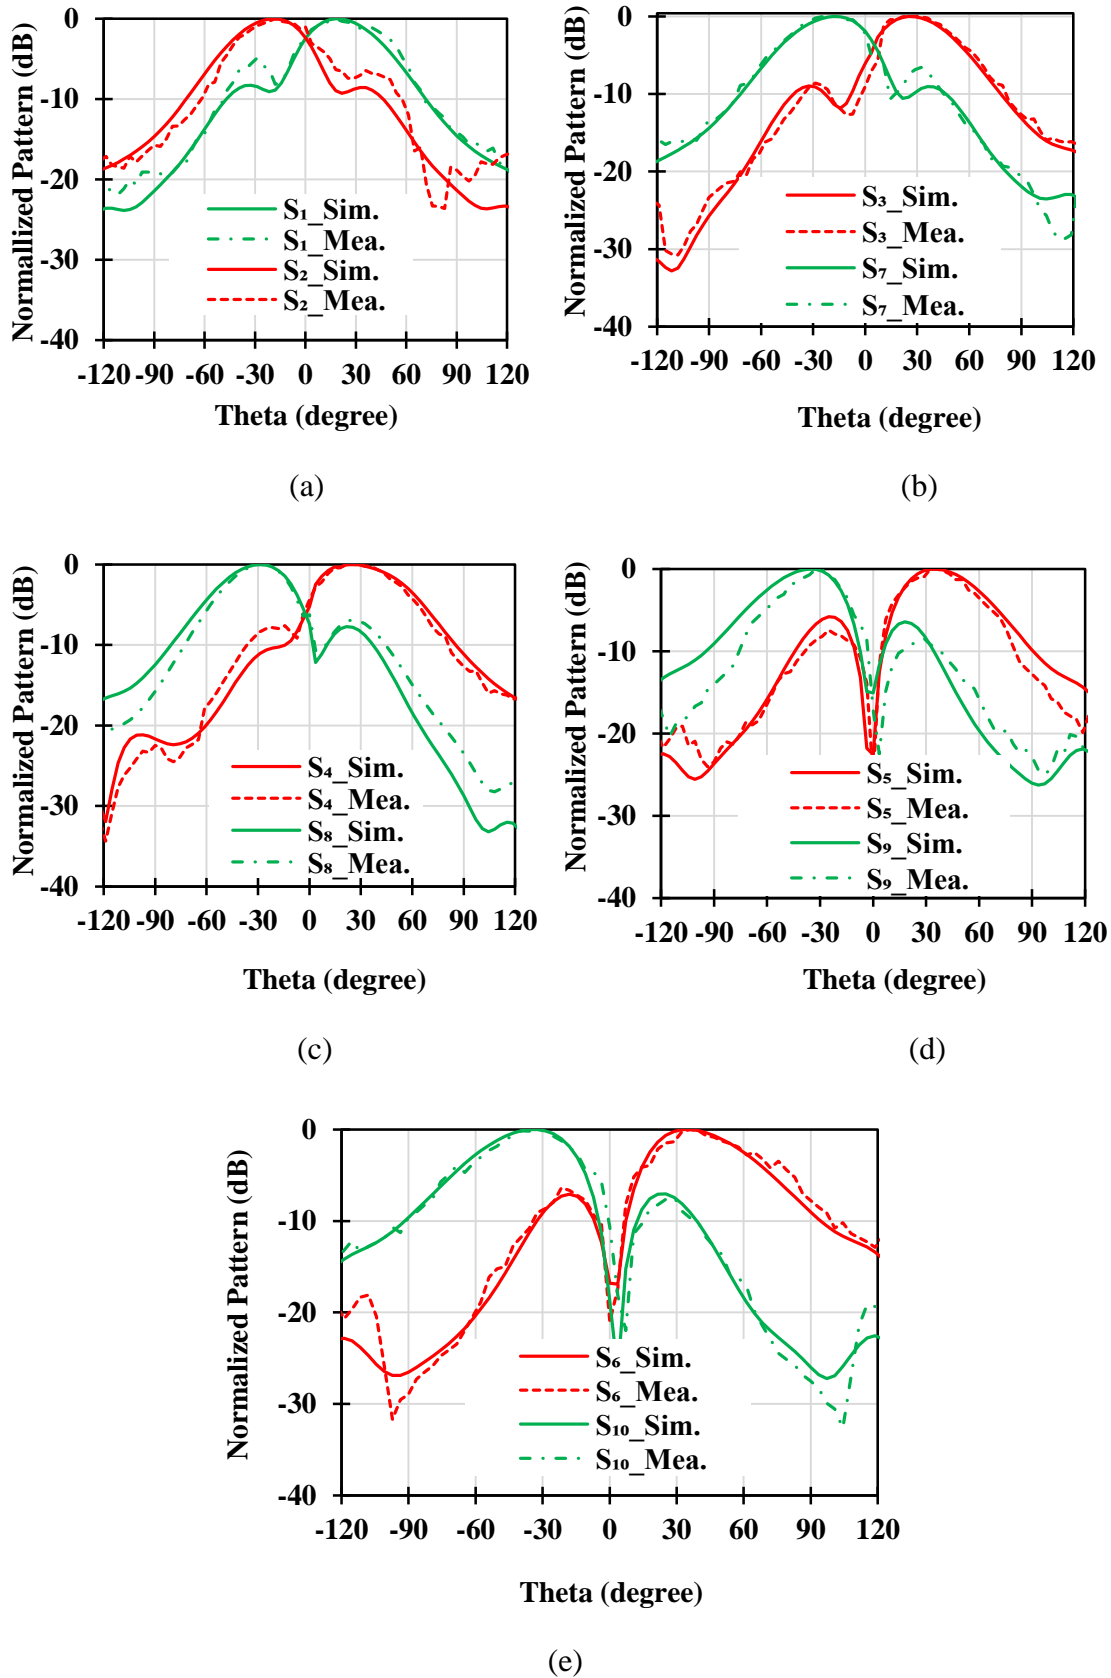 Normallized Pattern (dB)
0
-10
-20
-30
-40
S₁_Sim.
S₁_Mea.
S₂_Sim.
S₂_Mea.
-120 -90 -60 -30 0 30 60 90 120
Theta (degree)
(a)
Normalized Pattern (dB)
0
-10
-20
-30
-40
S₃_Sim.
S₃_Mea.
S₇_Sim.
S₇_Mea.
-120 -90 -60 -30 0 30 60 90 120
Theta (degree)
(b)
Normalized Pattern (dB)
0
-10
-20
-30
-40
S₄_Sim.
S₄_Mea.
S₈_Sim.
S₈_Mea.
-120 -90 -60 -30 0 30 60 90 120
Theta (degree)
(c)
Normalized Pattern (dB)
0
-10
-20
-30
-40
S₅_Sim.
S₅_Mea.
S₉_Sim.
S₉_Mea.
-120 -90 -60 -30 0 30 60 90 120
Theta (degree)
(d)
Normalized Pattern (dB)
0
-10
-20
-30
-40
S₆_Sim.
S₆_Mea.
S₁₀_Sim.
S₁₀_Mea.
-120 -90 -60 -30 0 30 60 90 120
Theta (degree)
(e)